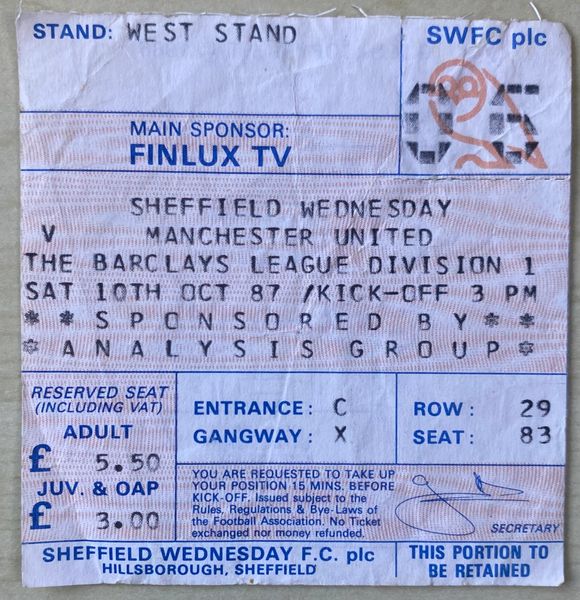 STAND: WEST STAND
SWFC plc
06
MAIN SPONSOR:
FINLUX TV
SHEFFIELD WEDNESDAY
V MANCHESTER UNITED
THE BARCLAYS LEAGUE DIVISION 1
SAT 10TH OCT 87 /KICK-OFF 3 PM
* * S P O N S O R E D B Y * *
* A N A L Y S I S G R O U P *
RESERVED SEAT
(INCLUDING VAT)
ADULT
£ 5.50
JUV. & OAP
£ 3.00
ENTRANCE: C
GANGWAY: X
ROW: 29
SEAT: 83
YOU ARE REQUESTED TO TAKE UP
YOUR POSITION 15 MINS. BEFORE
KICK-OFF. Issued subject to the
Rules, Regulations & Bye-Laws of
the Football Association. No Ticket
exchanged nor money refunded.
SECRETARY
SHEFFIELD WEDNESDAY F.C. plc
HILLSBOROUGH, SHEFFIELD
THIS PORTION TO
BE RETAINED